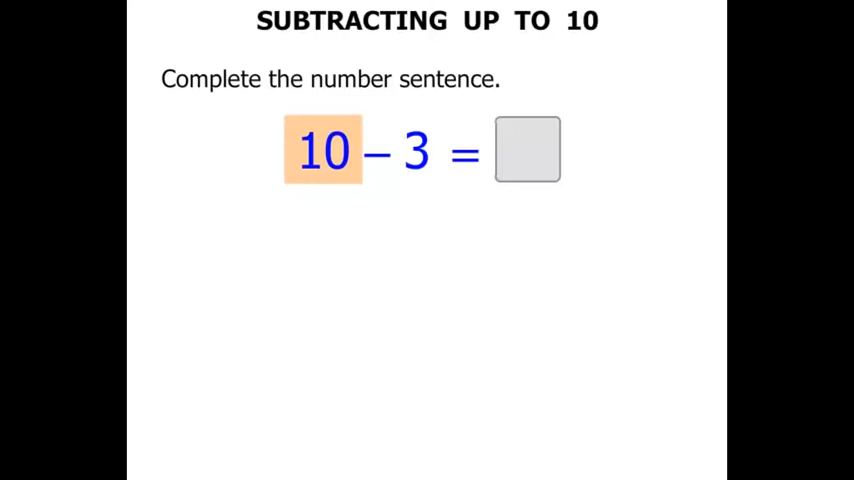 SUBTRACTING UP TO 10
Complete the number sentence.
10 – 3 =